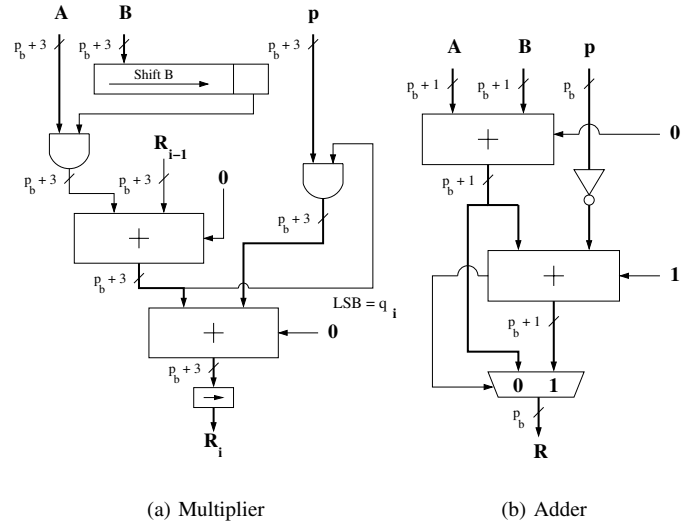 A B p
p_b + 3 p_b + 3 p_b + 3
Shift B
R_{i−1}
0
p_b + 3 p_b + 3
p_b + 3
+
p_b + 3
LSB = q_i
+ 0
p_b + 3
R_i
(a) Multiplier
A B p
p_b + 1 p_b + 1 p_b
+ 0
p_b + 1
+ 1
p_b + 1
0 1
p_b
R
(b) Adder